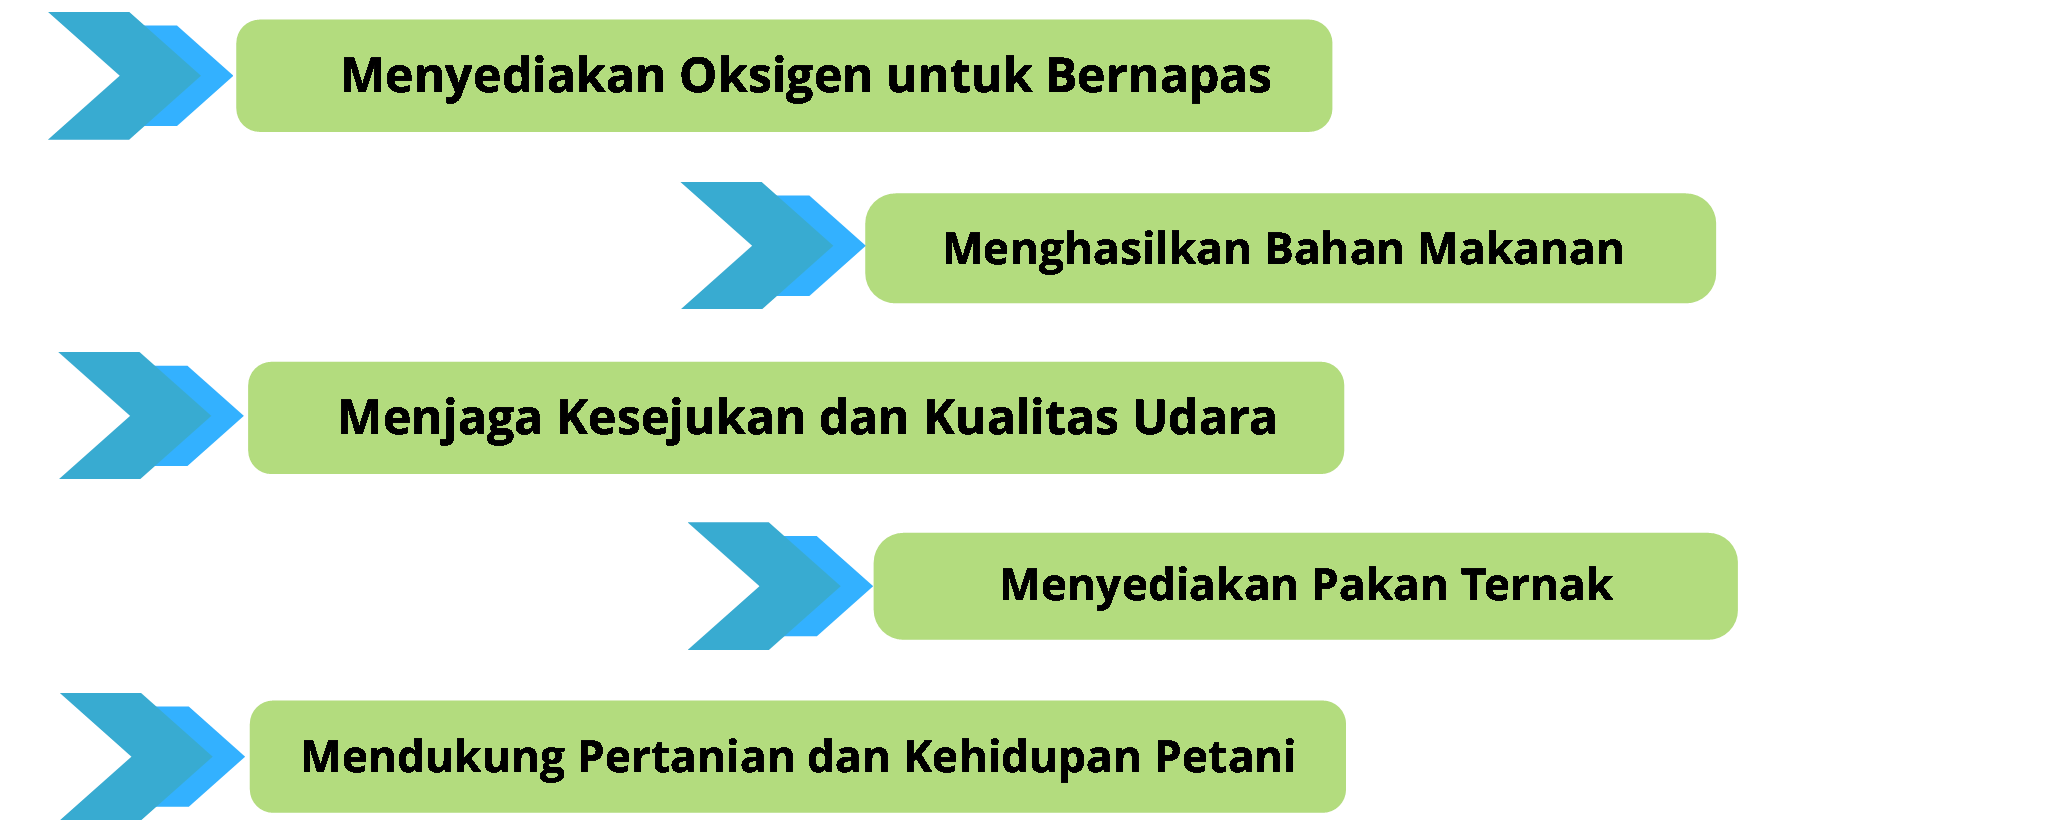 Menyediakan Oksigen untuk Bernapas
Menghasilkan Bahan Makanan
Menjaga Kesejukan dan Kualitas Udara
Menyediakan Pakan Ternak
Mendukung Pertanian dan Kehidupan Petani